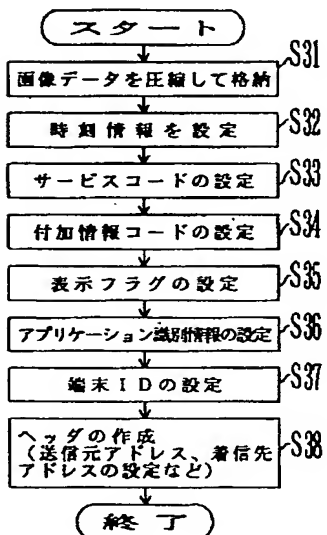 スタート
S31
画像データを圧縮して格納
S32
時刻情報を設定
S33
サービスコードの設定
S34
付加情報コードの設定
S35
表示フラグの設定
S36
アプリケーション識別情報の設定
S37
端末IDの設定
S38
ヘッダの作成
(送信元アドレス、着信先
アドレスの設定など)
終了